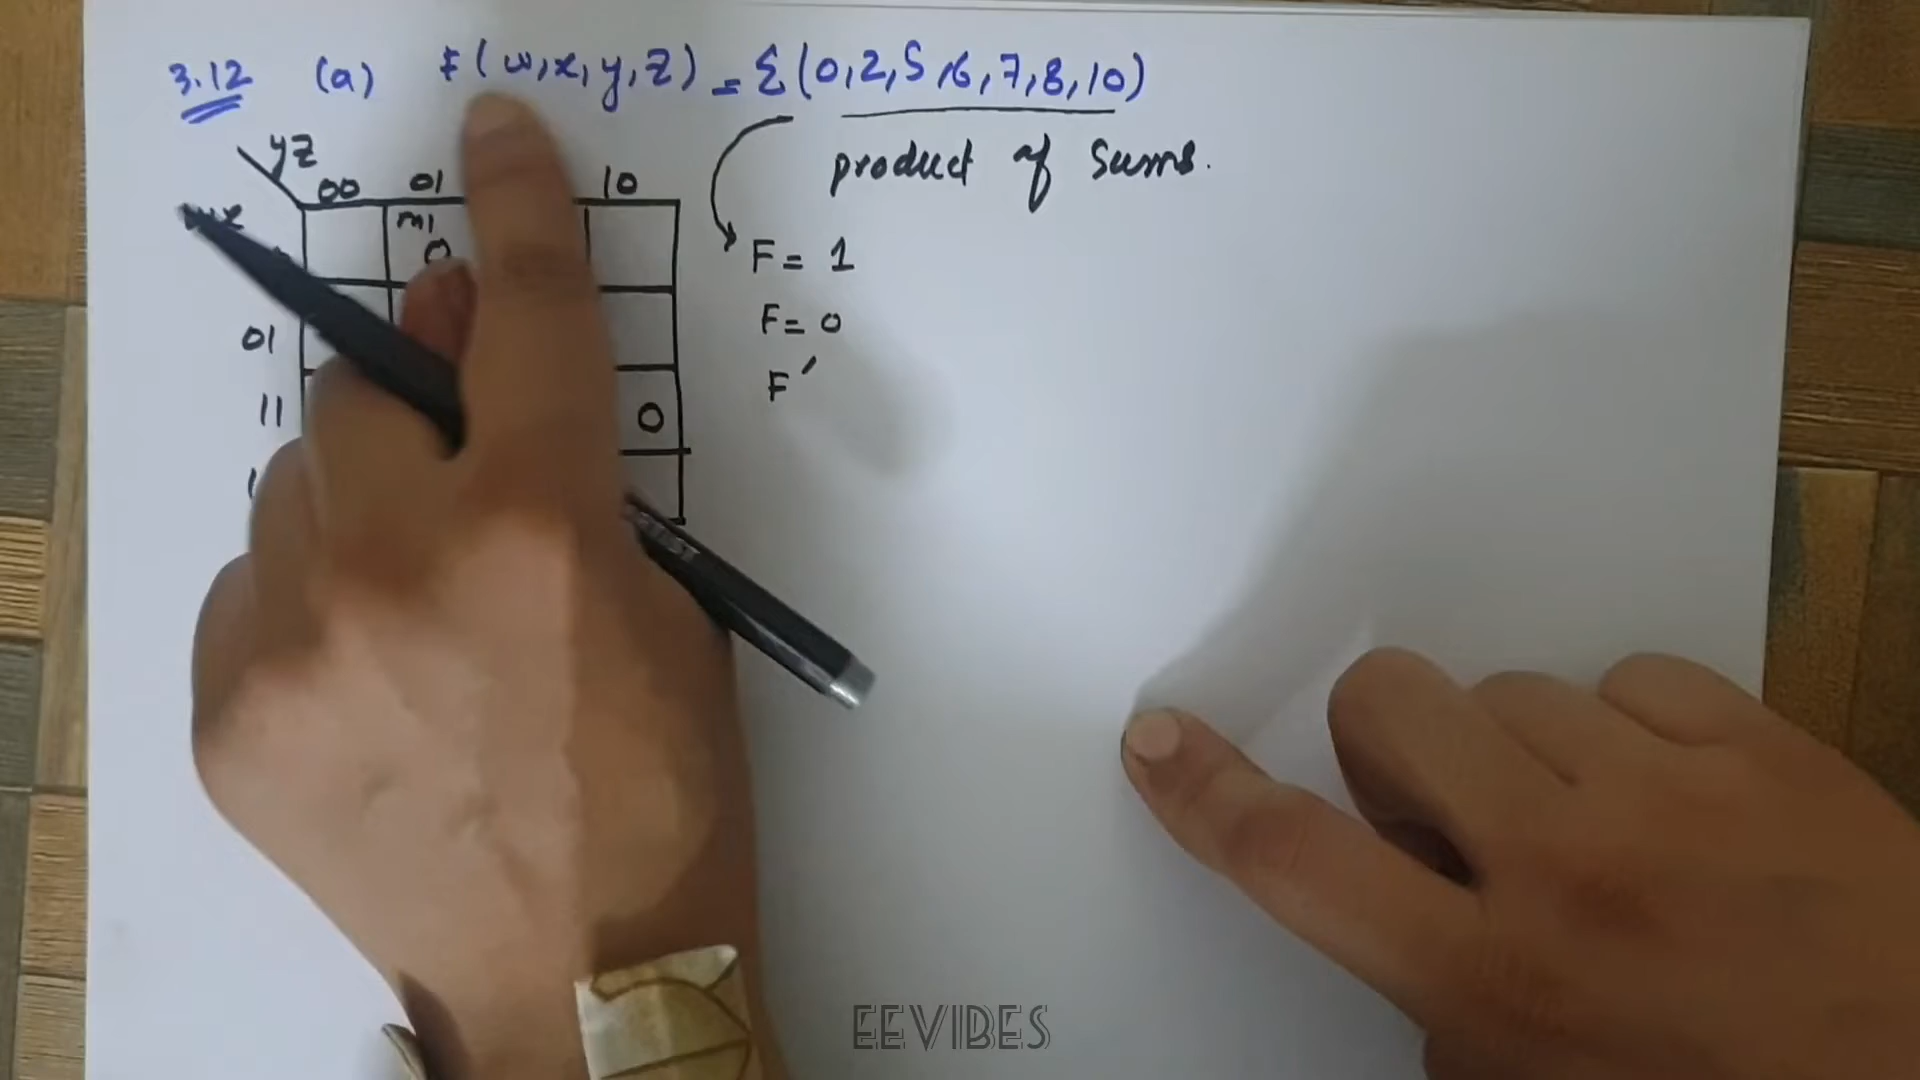 3.12 (a) F(w,x,y,z) = Σ(0,2,5,6,7,8,10)
product of sums.
yz
wx
00 01 10
m1
0
01
11
0
F = 1
F = 0
F'
EEVIBES